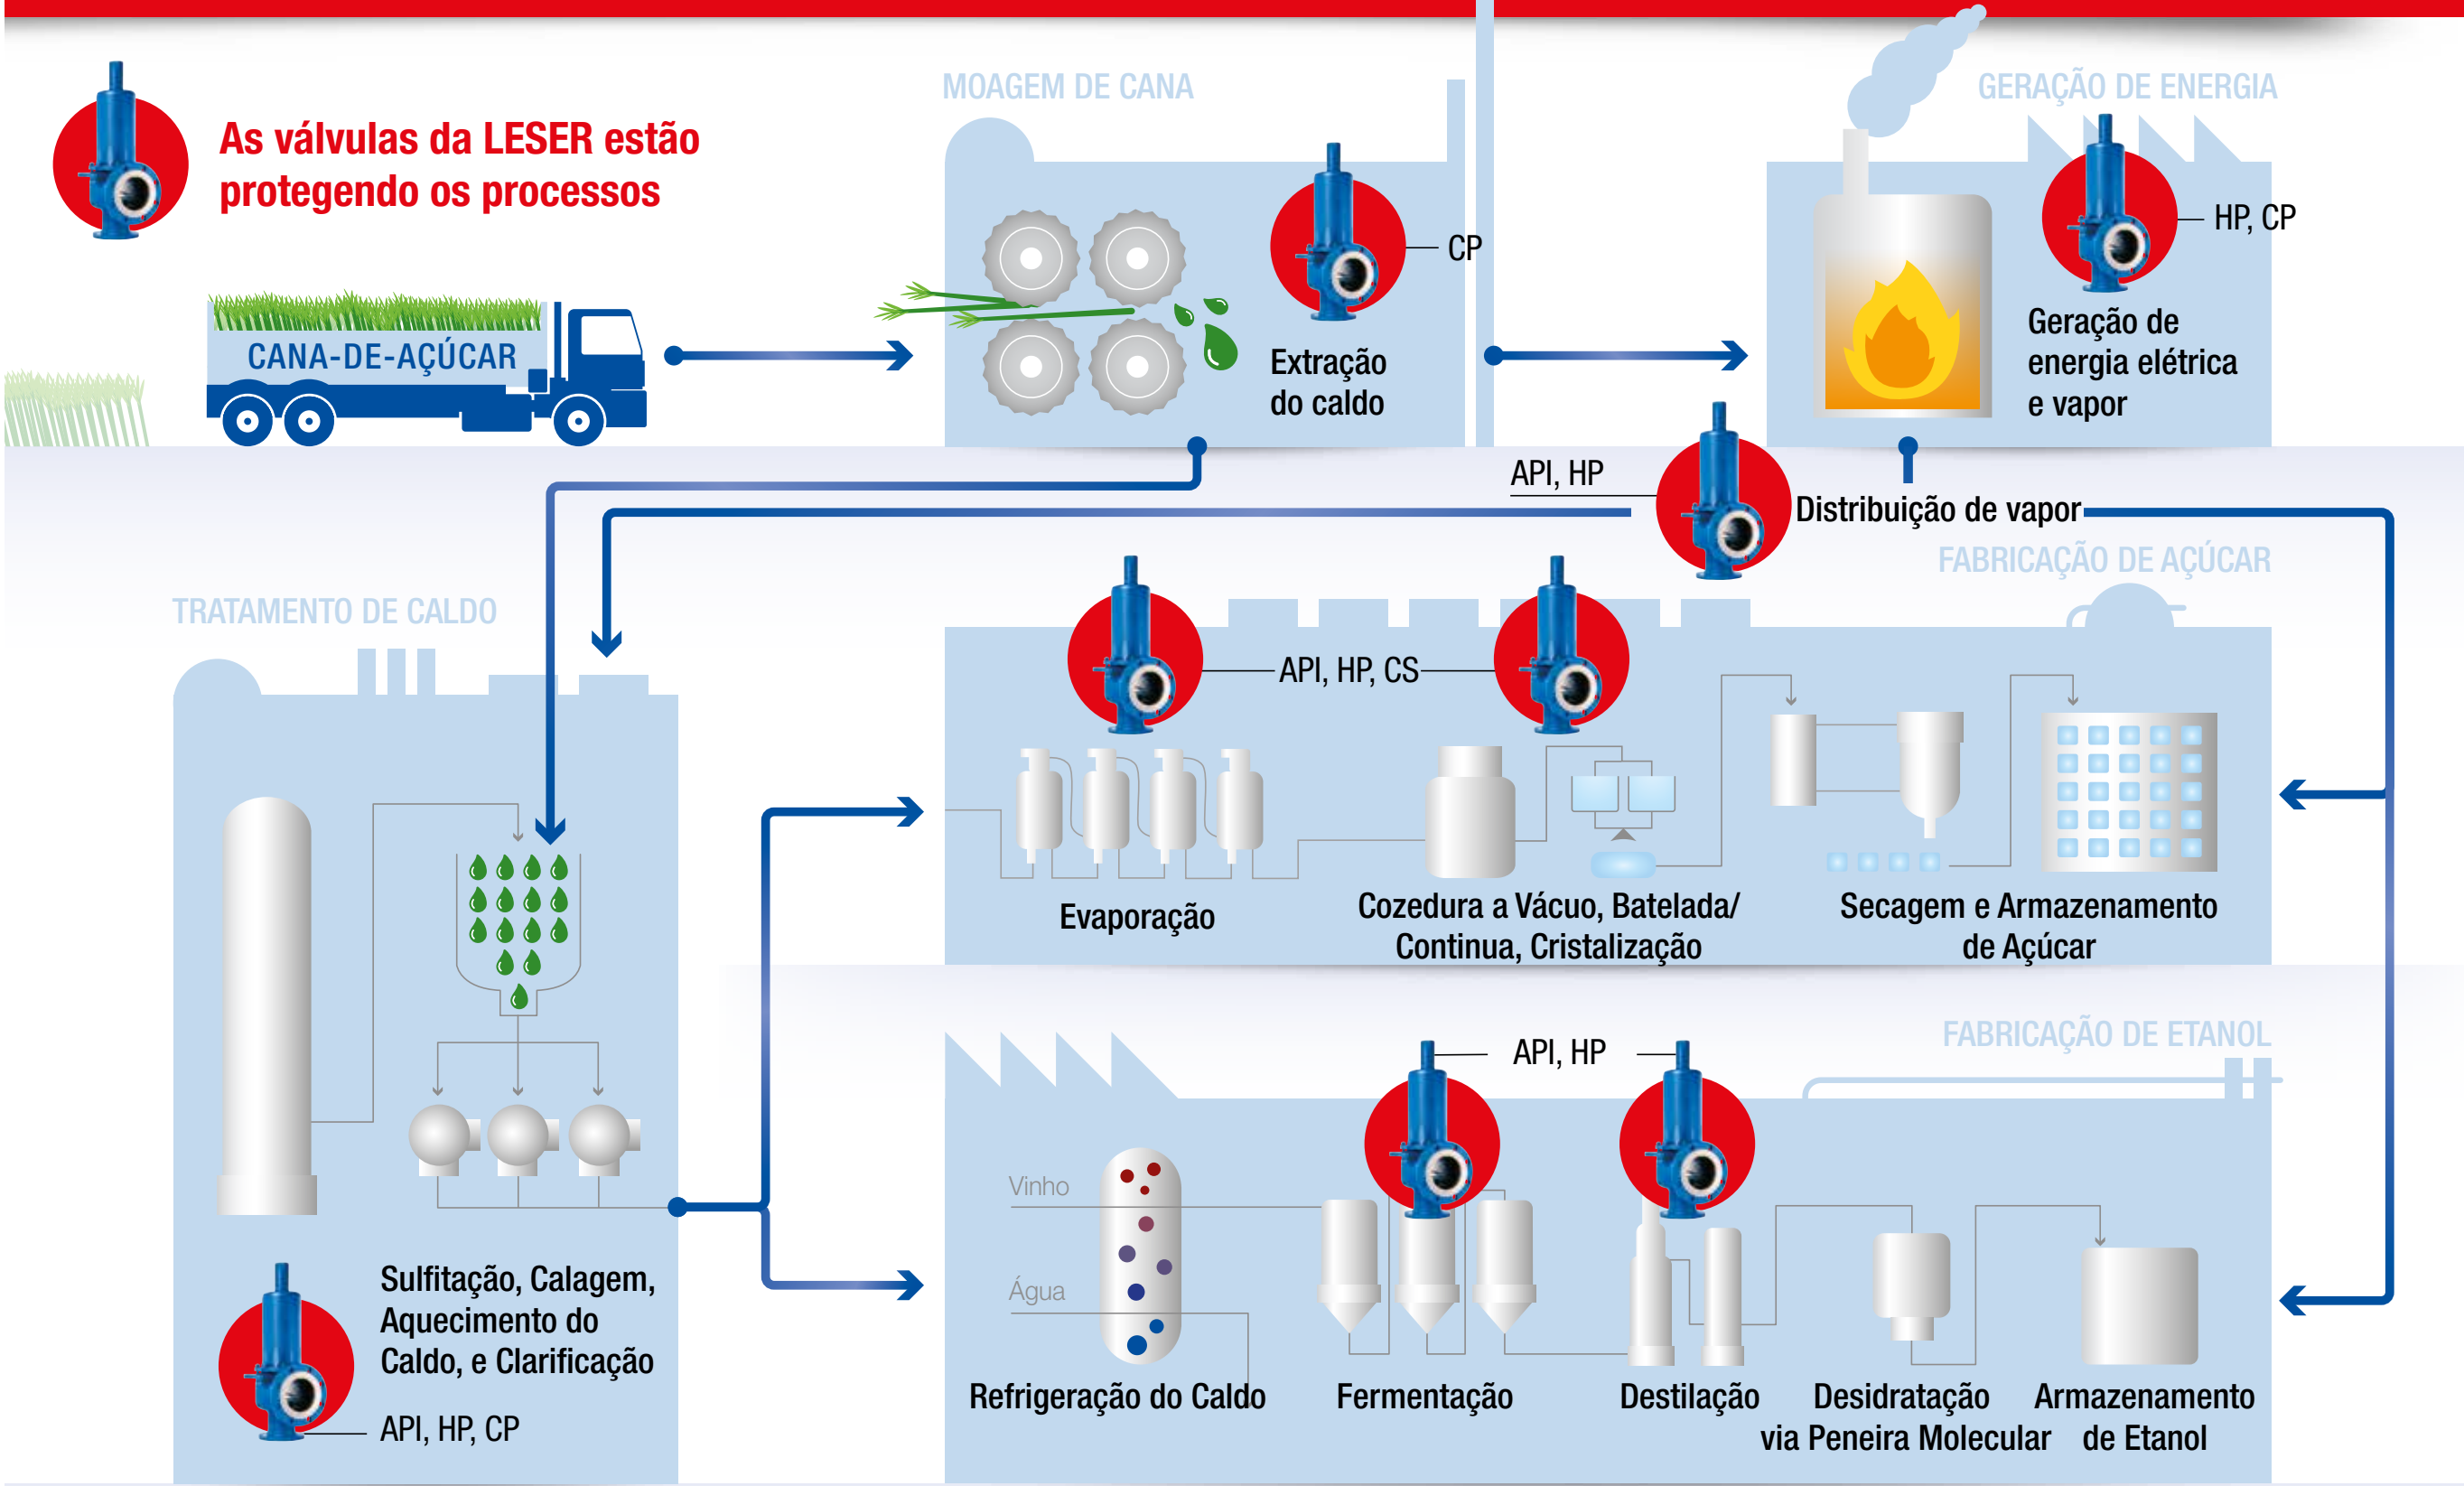 As válvulas da LESER estão
protegendo os processos
CANA-DE-AÇÚCAR
MOAGEM DE CANA
CP
Extração
do caldo
GERAÇÃO DE ENERGIA
HP, CP
Geração de
energia elétrica
e vapor
API, HP
Distribuição de vapor
TRATAMENTO DE CALDO
Sulfitação, Calagem,
Aquecimento do
Caldo, e Clarificação
API, HP, CP
FABRICAÇÃO DE AÇÚCAR
API, HP, CS
Evaporação
Cozedura a Vácuo, Batelada/
Continua, Cristalização
Secagem e Armazenamento
de Açúcar
FABRICAÇÃO DE ETANOL
API, HP
Vinho
Água
Refrigeração do Caldo
Fermentação
Destilação
Desidratação
via Peneira Molecular
Armazenamento
de Etanol